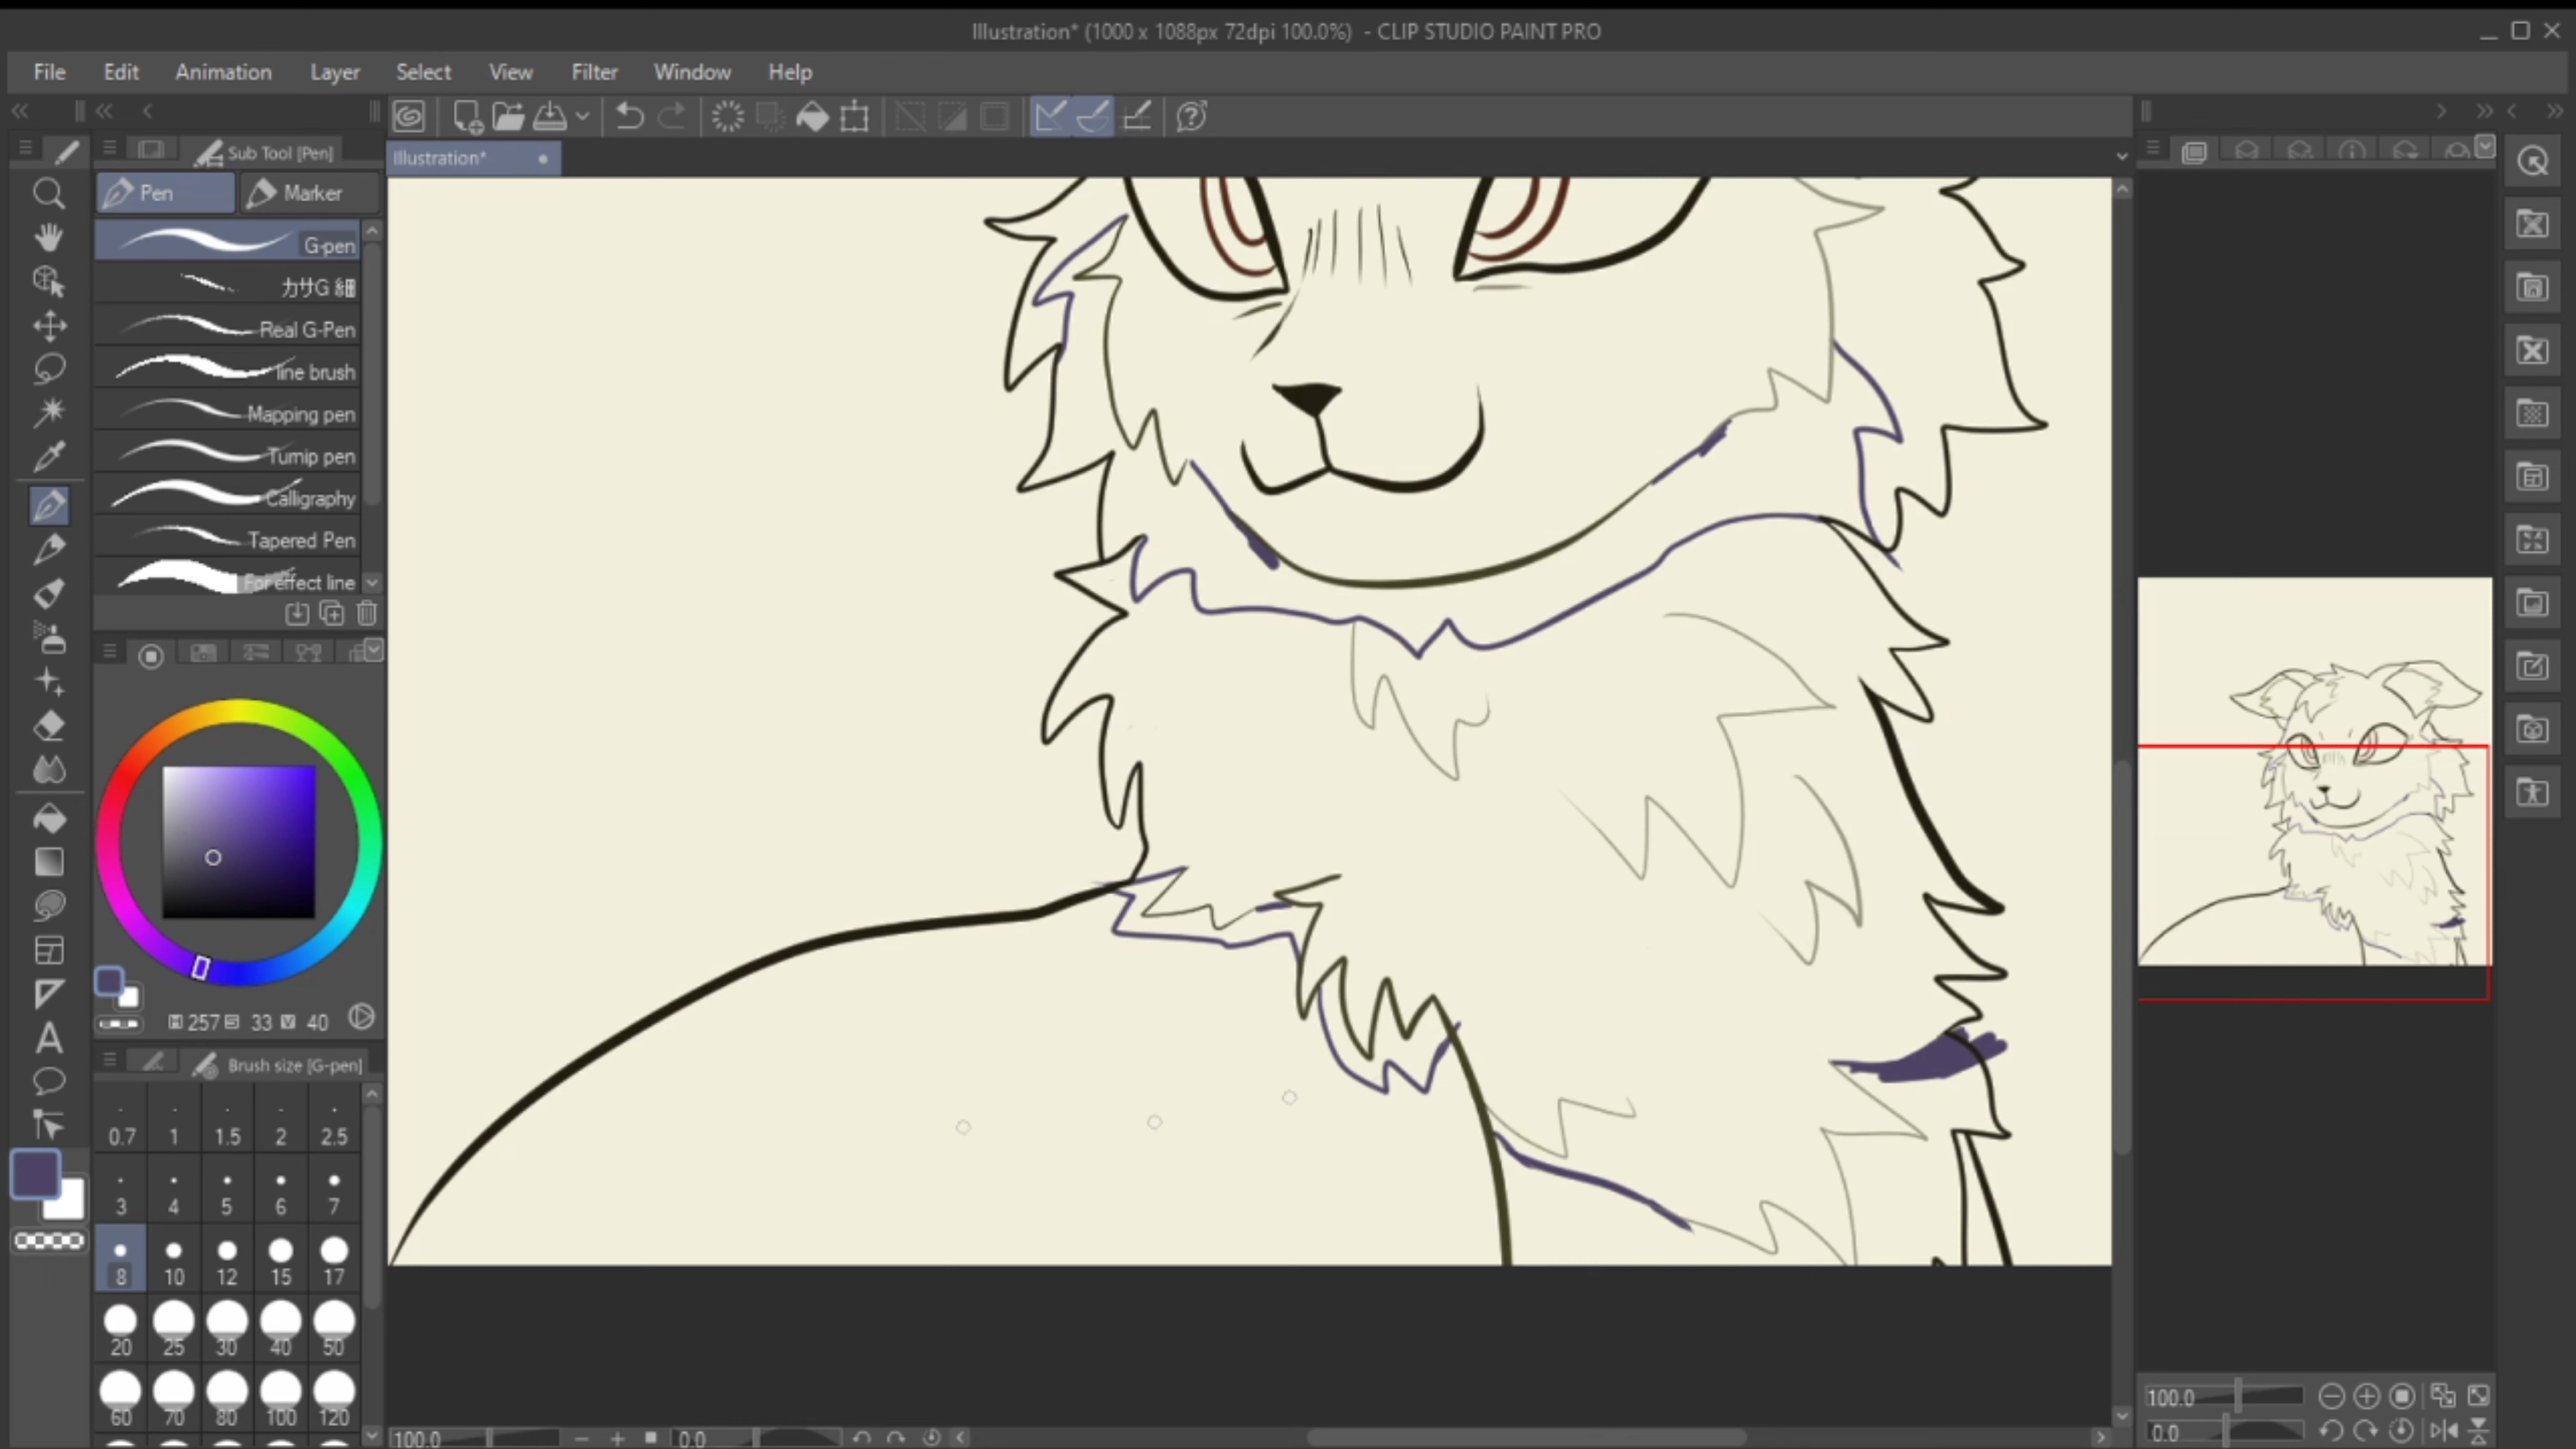 Illustration* (1000 x 1088px 72dpi 100.0%) - CLIP STUDIO PAINT PRO
File Edit Animation Layer Select View Filter Window Help
Illustration*
Sub Tool [Pen]
Pen Marker
G-pen
カサG 細
Real G-Pen
line brush
Mapping pen
Turnip pen
Calligraphy
Tapered Pen
For effect line
H 257 S 33 V 40
Brush size [G-pen]
0.7 1 1.5 2 2.5
3 4 5 6 7
8 10 12 15 17
20 25 30 40 50
60 70 80 100 120
100.0 0.0
100.0
0.0